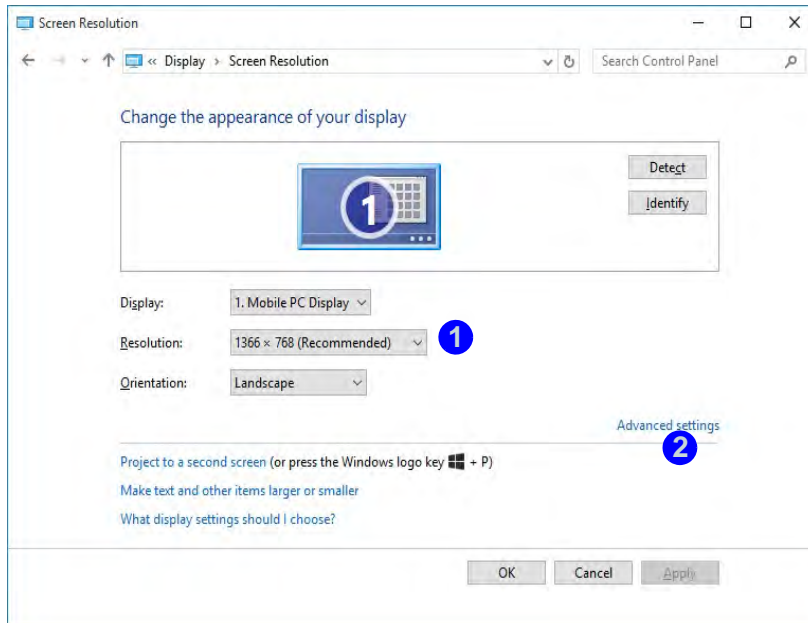 Screen Resolution
« Display › Screen Resolution
Search Control Panel
Change the appearance of your display
1
Detect
Identify
Display: 1. Mobile PC Display
Resolution: 1366 × 768 (Recommended) 1
Orientation: Landscape
Advanced settings
2
Project to a second screen (or press the Windows logo key + P)
Make text and other items larger or smaller
What display settings should I choose?
OK Cancel Apply